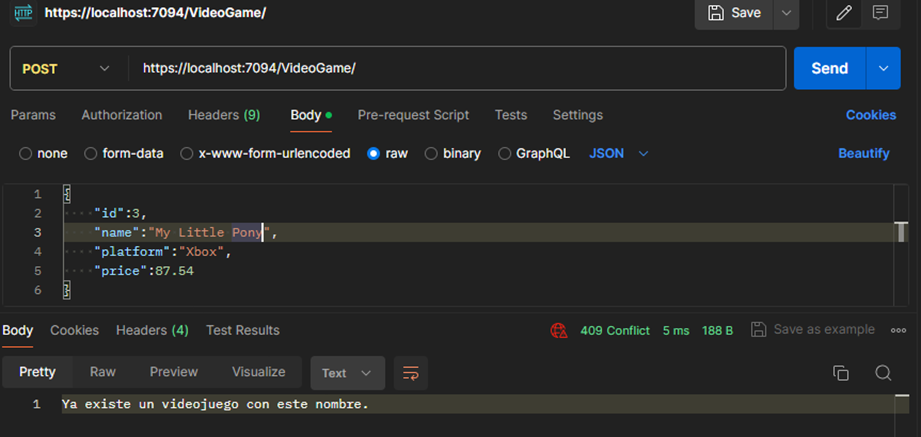 HTTP https://localhost:7094/VideoGame/ Save
POST https://localhost:7094/VideoGame/ Send
Params Authorization Headers (9) Body Pre-request Script Tests Settings Cookies
none form-data x-www-form-urlencoded raw binary GraphQL JSON Beautify
1 {
2 "id":3,
3 "name":"My Little Pony",
4 "platform":"Xbox",
5 "price":87.54
6 }
Body Cookies Headers (4) Test Results 409 Conflict 5 ms 188 B Save as example
Pretty Raw Preview Visualize Text
1 Ya existe un videojuego con este nombre.